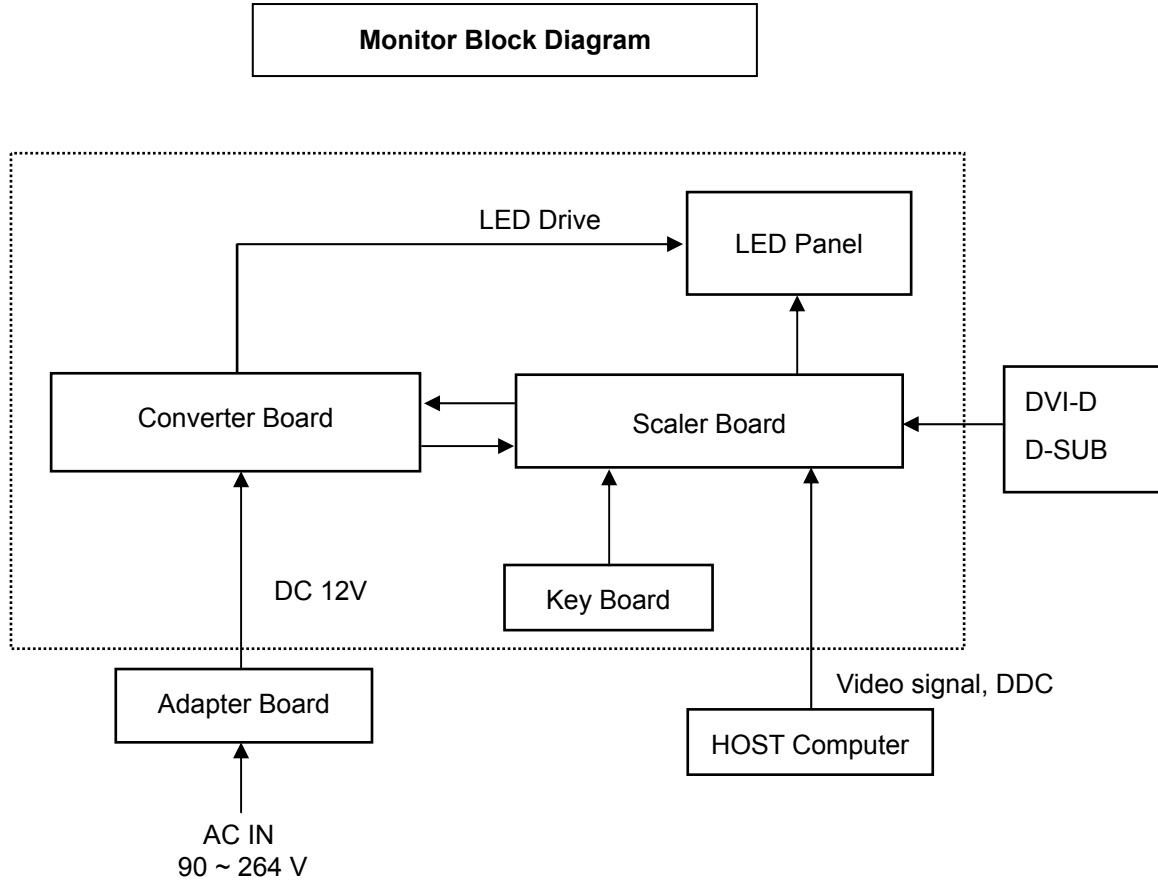 Monitor Block Diagram
LED Drive
LED Panel
Converter Board
Scaler Board
DVI-D
D-SUB
DC 12V
Key Board
Adapter Board
Video signal, DDC
HOST Computer
AC IN
90 ~ 264 V